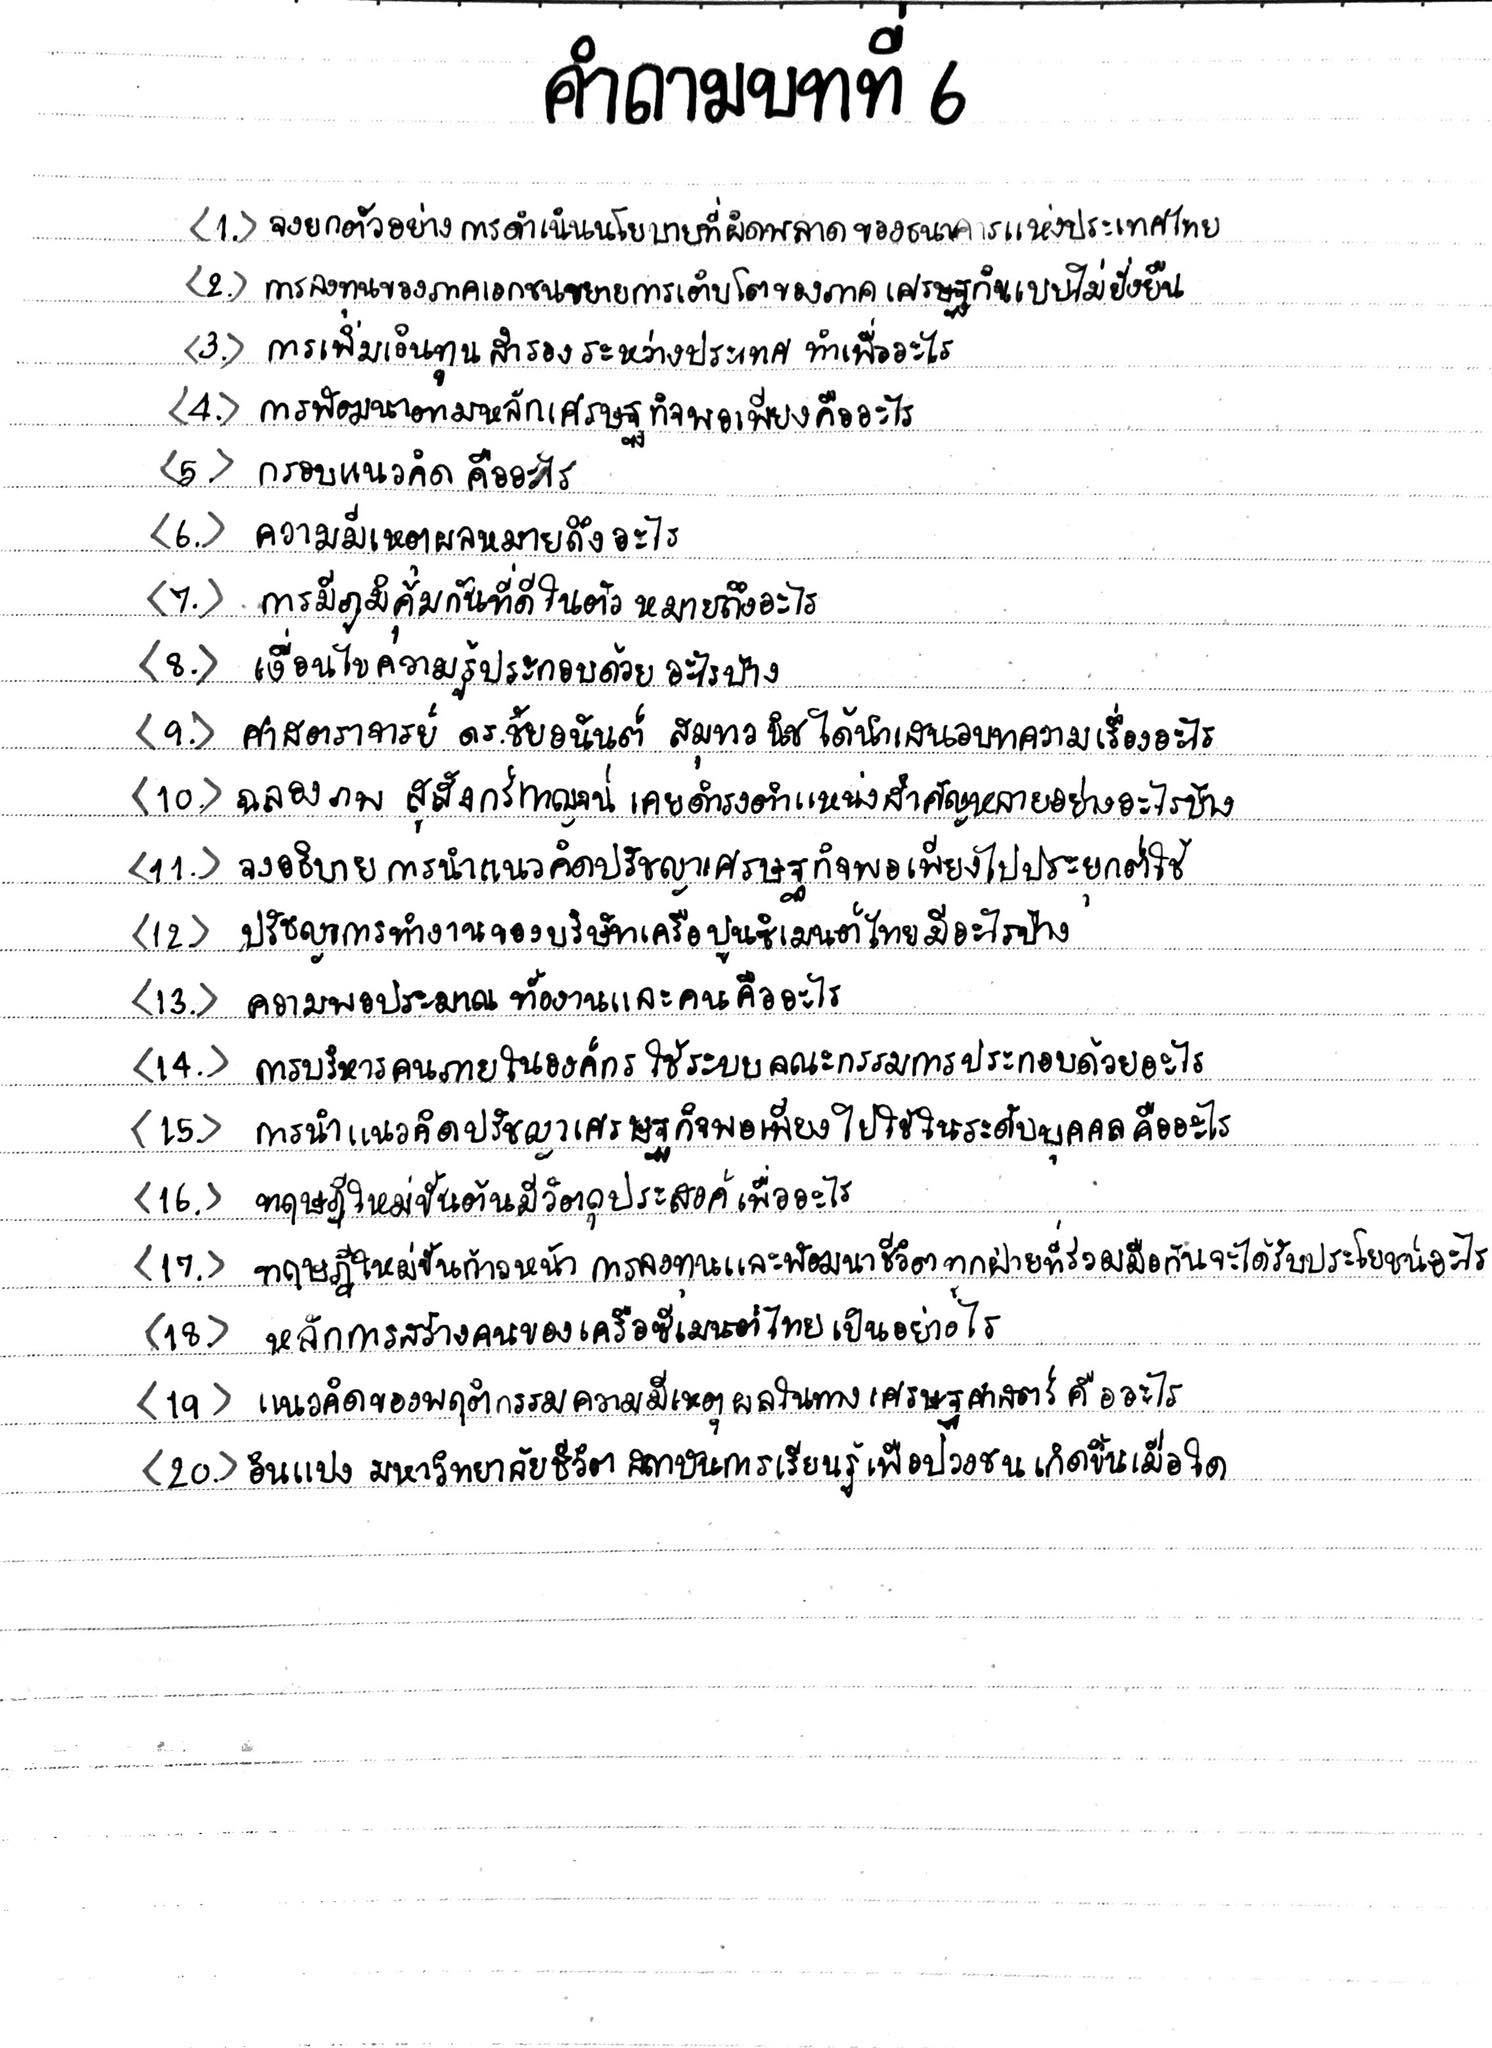 คำถามบทที่ 6
<1.> จงยกตัวอย่าง การดำเนินนโยบายที่ผิดพลาด ของธนาคารแห่งประเทศไทย
<2.> การลงทุนของภาคเอกชนขยายการเติบโตของภาค เศรษฐกิจแบบไม่ยั่งยืน
<3.> การเพิ่มเงินทุน สำรองระหว่างประเทศ ทำเพื่ออะไร
<4.> การพัฒนาตามหลักเศรษฐกิจพอเพียงคืออะไร
<5> กรอบแนวคิด คืออะไร
<6.> ความมีเหตุผลหมายถึง อะไร
<7.> การมีภูมิคุ้มกันที่ดีในตัว หมายถึงอะไร
<8.> เงื่อนไข ความรู้ประกอบด้วย อะไรบ้าง
<9.> ศาสตราจารย์ ดร.ชัยอนันต์ สมุทวณิช ได้นำเสนอบทความเรื่องอะไร
<10.> ฉลองภพ สุสังกร์กาญจน์ เคยดำรงตำแหน่งสำคัญหลายอย่างอะไรบ้าง
<11.> จงอธิบาย การนำแนวคิดปรัชญาเศรษฐกิจพอเพียงไปประยุกต์ใช้
<12> ปรัชญาการทำงานของบริษัทเครือปูนซิเมนต์ไทยมีอะไรบ้าง
<13.> ความพอประมาณ ทั้งงานและคน คืออะไร
<14.> การบริหารคนภายในองค์กร ใช้ระบบคณะกรรมการประกอบด้วยอะไร
<15.> การนำแนวคิดปรัชญาเศรษฐกิจพอเพียง ไปใช้ในระดับบุคคล คืออะไร
<16.> ทฤษฎีใหม่ขั้นต้นมีวัตถุประสงค์ เพื่ออะไร
<17.> ทฤษฎีใหม่ขั้นก้าวหน้า การลงทุนและพัฒนาชีวิต ทุกฝ่ายที่ร่วมมือกันจะได้รับประโยชน์อะไร
<18.> หลักการสร้างคนของเครือซีเมนต์ไทย เป็นอย่างไร
<19> แนวคิดของพฤติกรรมความมีเหตุผลในทาง เศรษฐศาสตร์ คืออะไร
<20.> อินแปง มหาวิทยาลัยชีวิต สถาบันการเรียนรู้เพื่อปวงชน เกิดขึ้นเมื่อใด